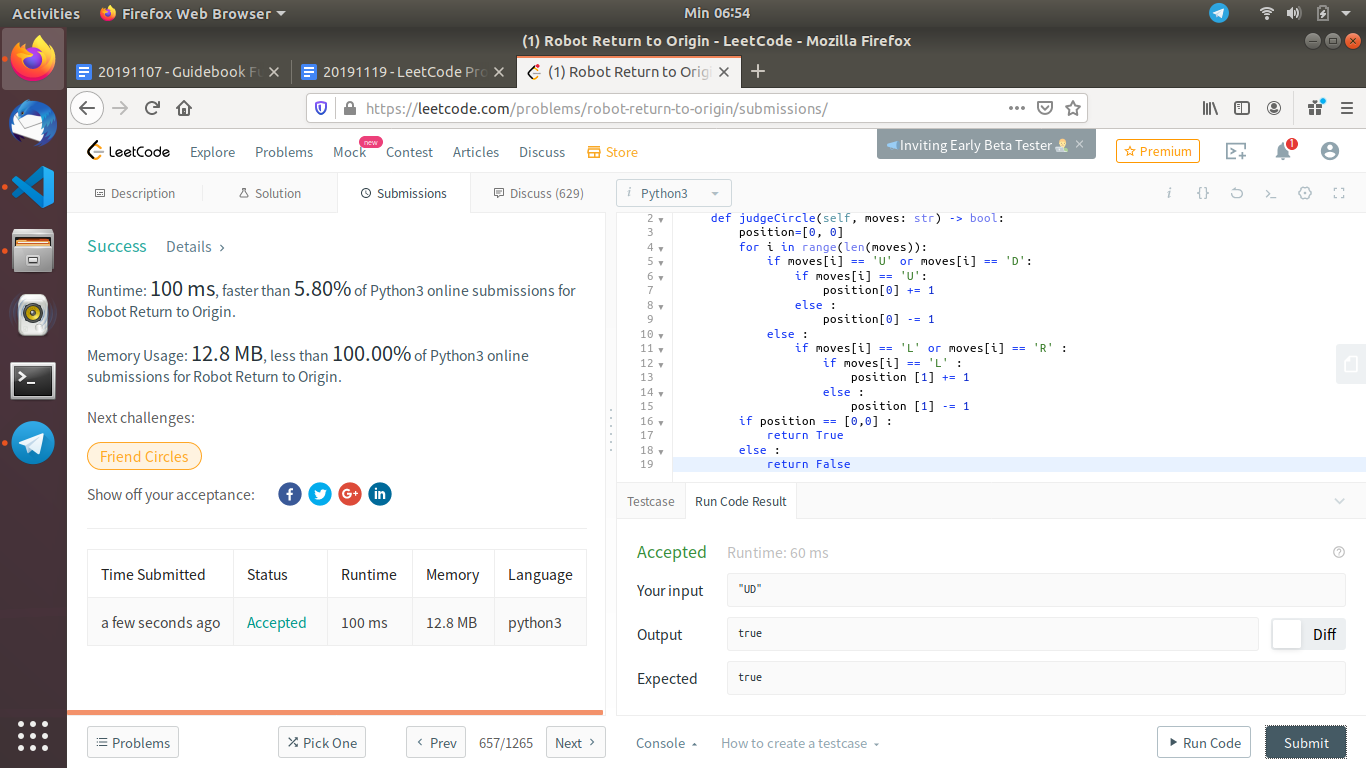 Activities Firefox Web Browser Min 06:54
(1) Robot Return to Origin - LeetCode - Mozilla Firefox
20191107 - Guidebook Fu 20191119 - LeetCode Pro (1) Robot Return to Origi
https://leetcode.com/problems/robot-return-to-origin/submissions/
LeetCode Explore Problems Mock new Contest Articles Discuss Store Inviting Early Beta Tester Premium 1
Description Solution Submissions Discuss (629) i Python3
Success Details
Runtime: 100 ms, faster than 5.80% of Python3 online submissions for
Robot Return to Origin.
Memory Usage: 12.8 MB, less than 100.00% of Python3 online
submissions for Robot Return to Origin.
Next challenges:
Friend Circles
Show off your acceptance:
Time Submitted Status Runtime Memory Language
a few seconds ago Accepted 100 ms 12.8 MB python3
2 def judgeCircle(self, moves: str) -> bool:
3 position=[0, 0]
4 for i in range(len(moves)):
5 if moves[i] == 'U' or moves[i] == 'D':
6 if moves[i] == 'U':
7 position[0] += 1
8 else :
9 position[0] -= 1
10 else :
11 if moves[i] == 'L' or moves[i] == 'R' :
12 if moves[i] == 'L' :
13 position [1] += 1
14 else :
15 position [1] -= 1
16 if position == [0,0] :
17 return True
18 else :
19 return False
Testcase Run Code Result
Accepted Runtime: 60 ms
Your input "UD"
Output true Diff
Expected true
Problems Pick One Prev 657/1265 Next Console How to create a testcase Run Code Submit